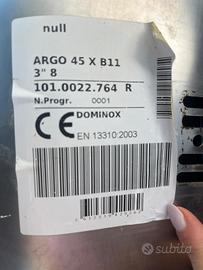 null
ARGO 45 X B11
3" 8
101.0022.764 R
N.Progr. 0001
CE DOMINOX
EN 13310:2003
subito